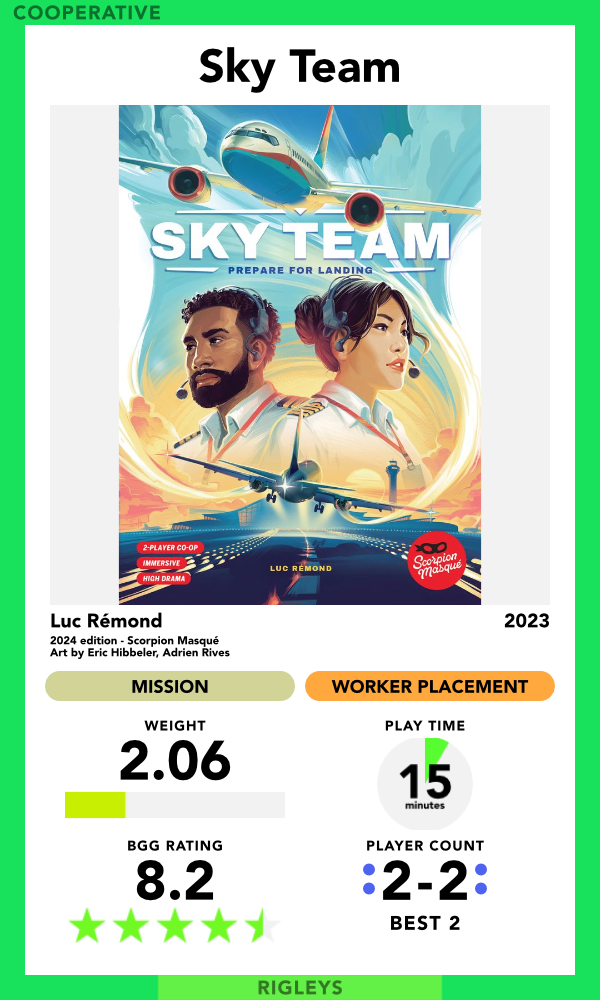 COOPERATIVE
Sky Team
SKY TEAM
PREPARE FOR LANDING
2-PLAYER CO-OP
IMMERSIVE
HIGH DRAMA
LUC RÉMOND
Scorpion
Masqué
Luc Rémond 2023
2024 edition - Scorpion Masqué
Art by Eric Hibbeler, Adrien Rives
MISSION WORKER PLACEMENT
WEIGHT PLAY TIME
2.06 15
minutes
BGG RATING PLAYER COUNT
8.2 2-2
BEST 2
RIGLEYS